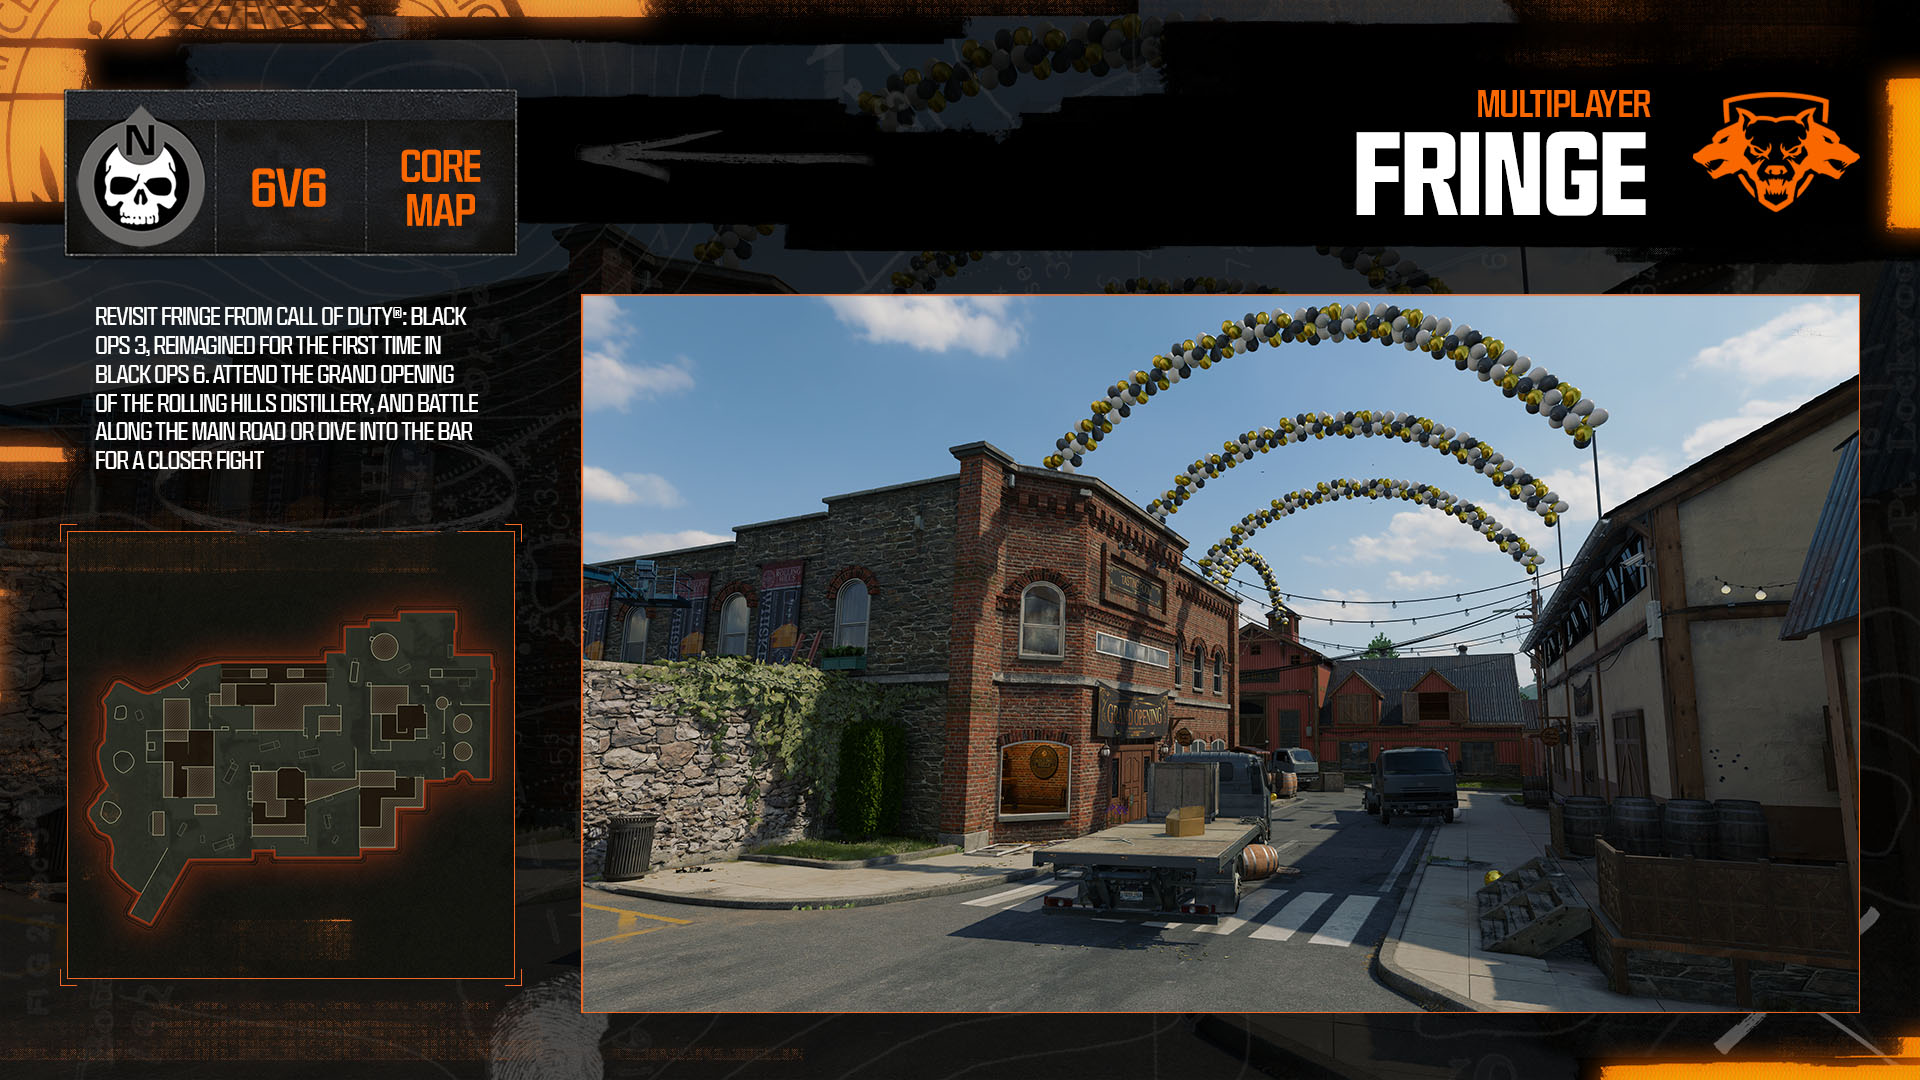 N
6V6
CORE
MAP
MULTIPLAYER
FRINGE
REVISIT FRINGE FROM CALL OF DUTY®: BLACK
OPS 3, REIMAGINED FOR THE FIRST TIME IN
BLACK OPS 6. ATTEND THE GRAND OPENING
OF THE ROLLING HILLS DISTILLERY, AND BATTLE
ALONG THE MAIN ROAD OR DIVE INTO THE BAR
FOR A CLOSER FIGHT
ROLLING
HILLS
GRAND OPENING